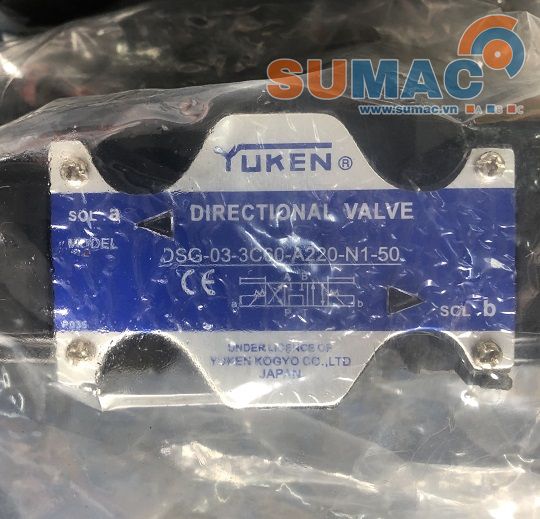 SUMAC
www.sumac.vn
YUKEN ®
SOL a
DIRECTIONAL VALVE
MODEL
DSG-03-3C60-A220-N1-50
CE
a b
SOL b
P036
UNDER LICENCE OF
YUKEN KOGYO CO.,LTD
JAPAN